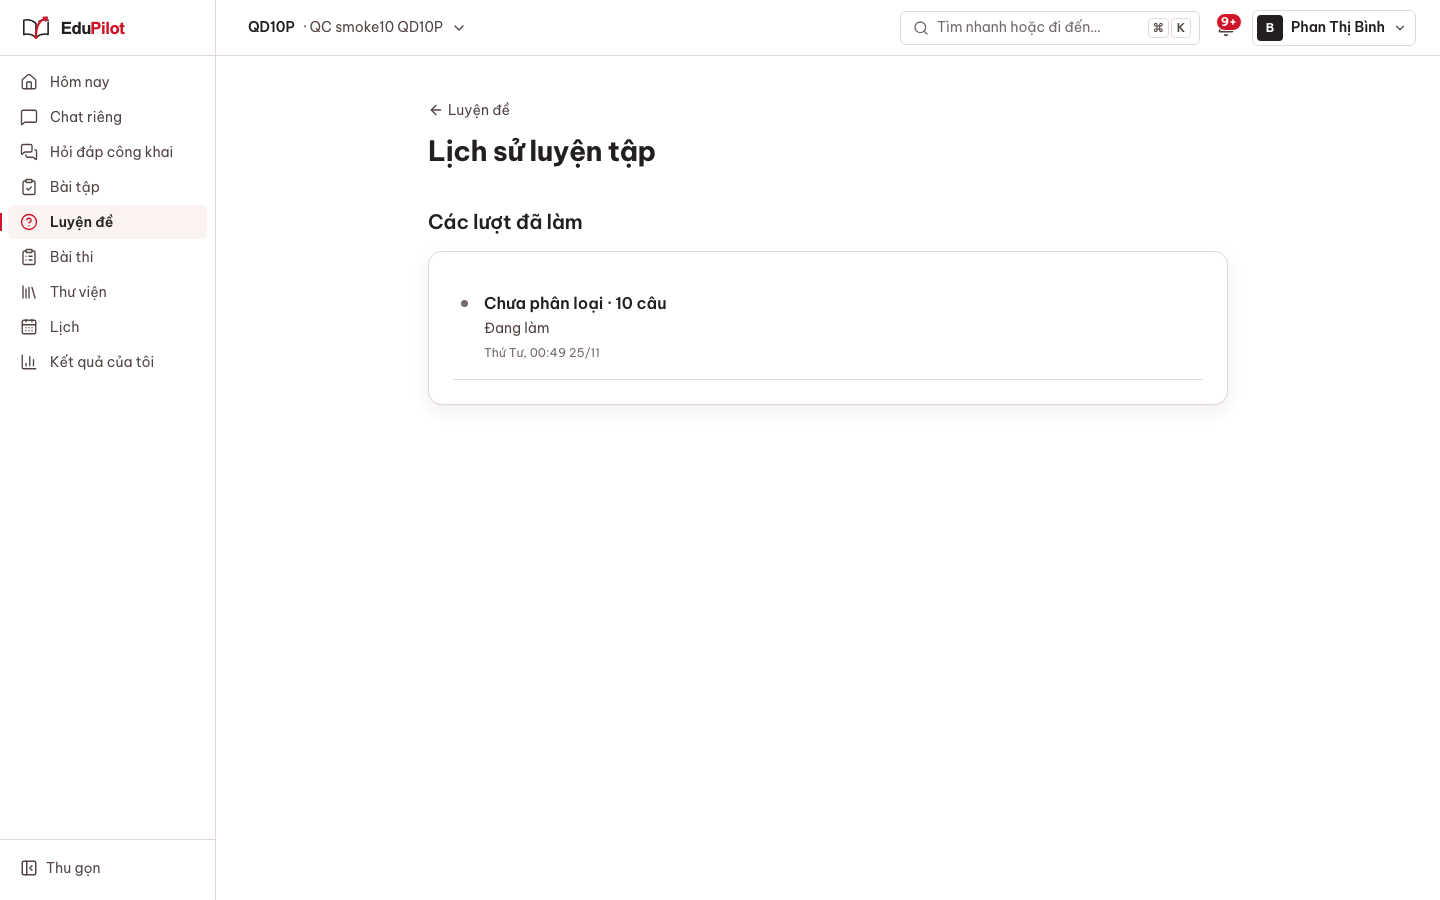 EduPilot
QD10P · QC smoke10 QD10P
Tìm nhanh hoặc đi đến... ⌘ K
9+
B Phan Thị Bình
Hôm nay
Chat riêng
Hỏi đáp công khai
Bài tập
Luyện đề
Bài thi
Thư viện
Lịch
Kết quả của tôi
Thu gọn
Luyện đề
Lịch sử luyện tập
Các lượt đã làm
Chưa phân loại · 10 câu
Đang làm
Thứ Tư, 00:49 25/11